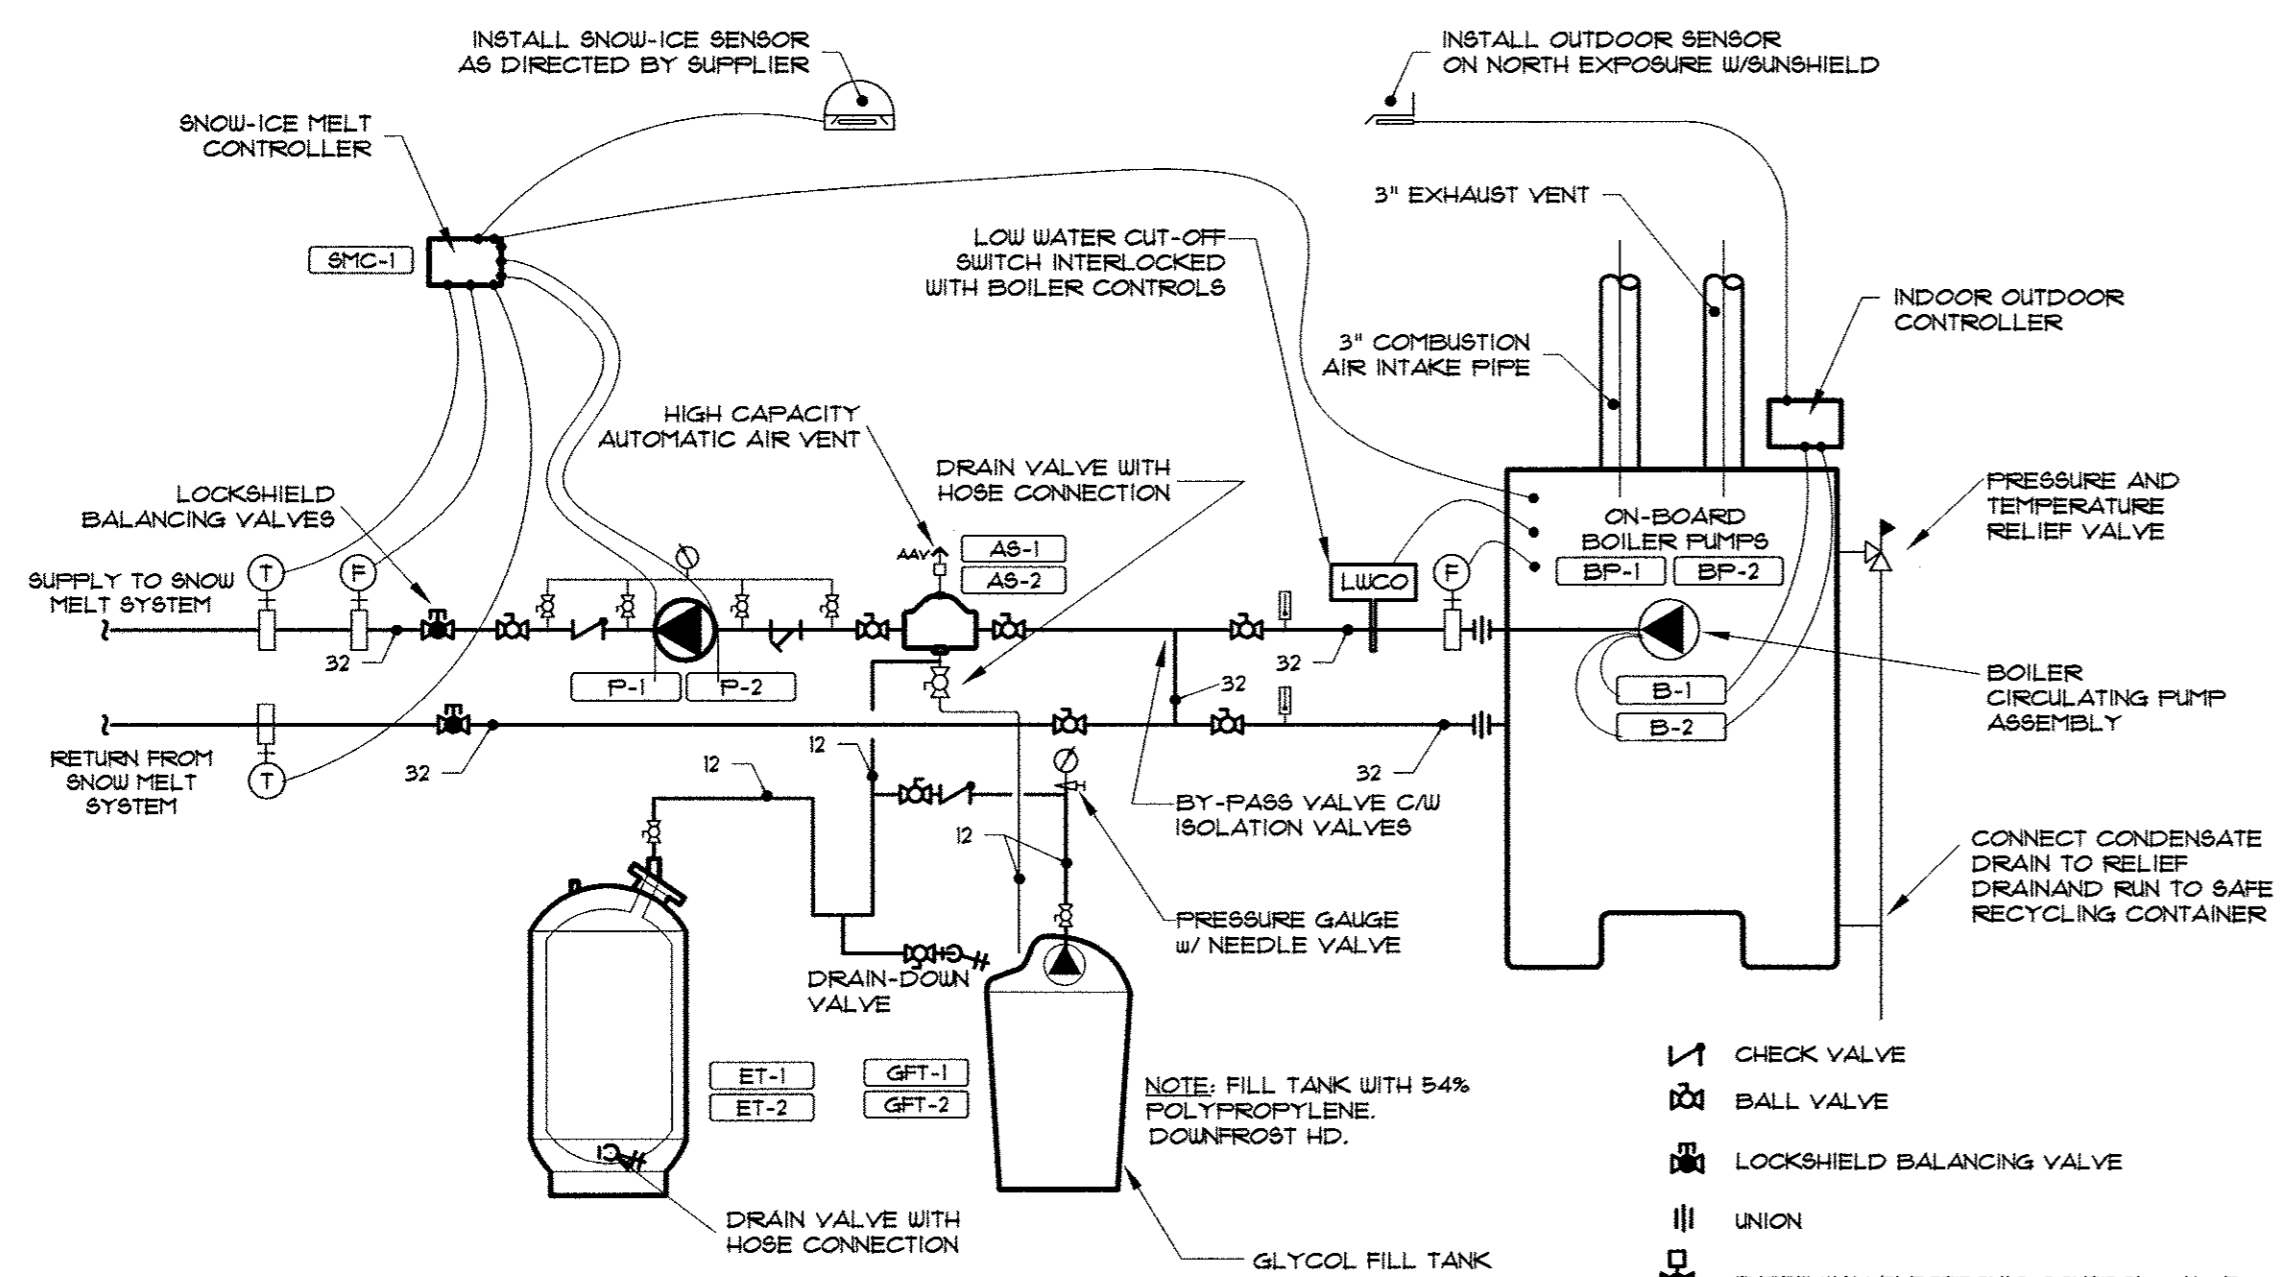 INSTALL SNOW-ICE SENSOR
AS DIRECTED BY SUPPLIER
INSTALL OUTDOOR SENSOR
ON NORTH EXPOSURE W/SUNSHIELD
SNOW-ICE MELT
CONTROLLER
SMC-1
3" EXHAUST VENT
LOW WATER CUT-OFF
SWITCH INTERLOCKED
WITH BOILER CONTROLS
INDOOR OUTDOOR
CONTROLLER
3" COMBUSTION
AIR INTAKE PIPE
HIGH CAPACITY
AUTOMATIC AIR VENT
DRAIN VALVE WITH
HOSE CONNECTION
LOCKSHIELD
BALANCING VALVES
PRESSURE AND
TEMPERATURE
RELIEF VALVE
ON-BOARD
BOILER PUMPS
BP-1
BP-2
AAV
AS-1
AS-2
LWCO
T
F
F
SUPPLY TO SNOW
MELT SYSTEM
32
P-1
P-2
32
32
B-1
B-2
BOILER
CIRCULATING PUMP
ASSEMBLY
RETURN FROM
SNOW MELT
SYSTEM
T
32
12
12
32
BY-PASS VALVE C/W
ISOLATION VALVES
12
CONNECT CONDENSATE
DRAIN TO RELIEF
DRAINAND RUN TO SAFE
RECYCLING CONTAINER
PRESSURE GAUGE
W/ NEEDLE VALVE
DRAIN-DOWN
VALVE
ET-1
ET-2
GFT-1
GFT-2
NOTE: FILL TANK WITH 54%
POLYPROPYLENE.
DOWNFROST HD.
DRAIN VALVE WITH
HOSE CONNECTION
GLYCOL FILL TANK
CHECK VALVE
BALL VALVE
LOCKSHIELD BALANCING VALVE
UNION